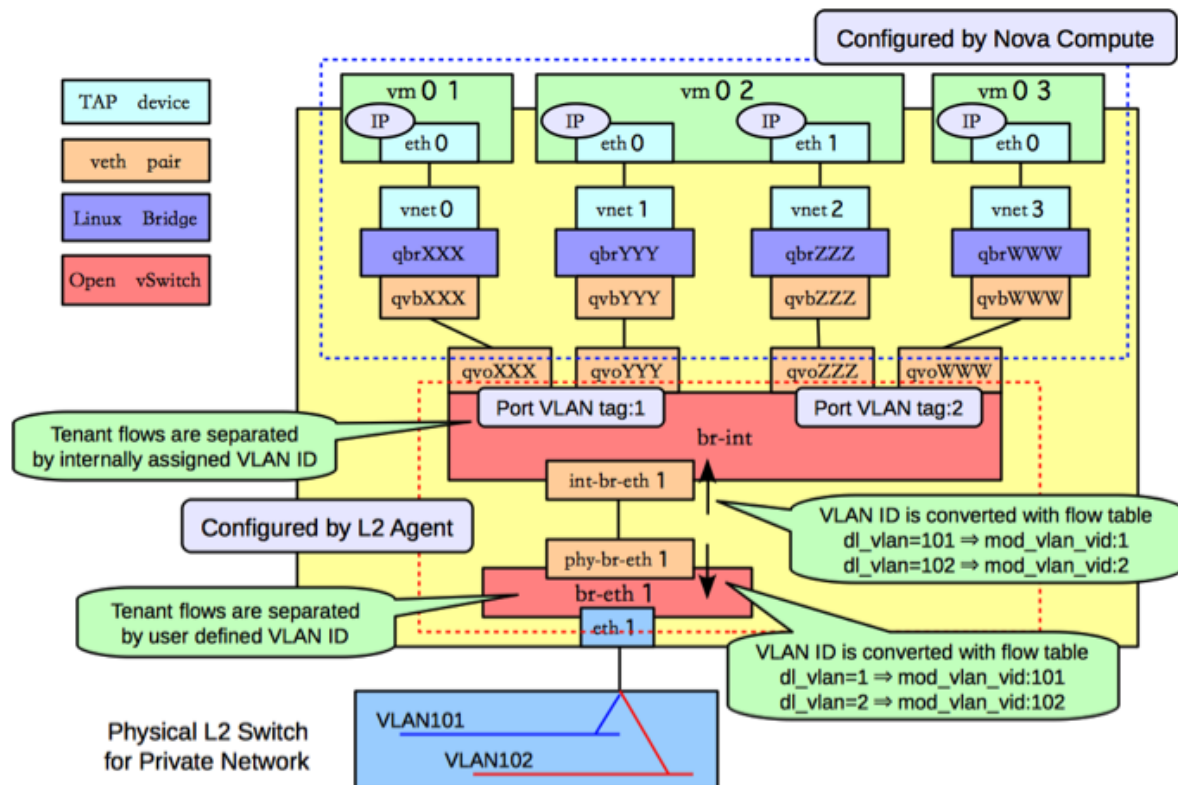 Configured by Nova Compute
TAP device
veth pair
Linux Bridge
Open vSwitch
vm 0 1
vm 0 2
vm 0 3
IP
IP
IP
IP
eth 0
eth 0
eth 1
eth 0
vnet 0
vnet 1
vnet 2
vnet 3
qbrXXX
qbrYYY
qbrZZZ
qbrWWW
qvbXXX
qvbYYY
qvbZZZ
qvbWWW
qvoXXX
qvoYYY
qvoZZZ
qvoWWW
Port VLAN tag:1
Port VLAN tag:2
br-int
Tenant flows are separated
by internally assigned VLAN ID
int-br-eth 1
Configured by L2 Agent
VLAN ID is converted with flow table
dl_vlan=101 ⇒ mod_vlan_vid:1
dl_vlan=102 ⇒ mod_vlan_vid:2
phy-br-eth 1
br-eth 1
Tenant flows are separated
by user defined VLAN ID
eth 1
VLAN ID is converted with flow table
dl_vlan=1 ⇒ mod_vlan_vid:101
dl_vlan=2 ⇒ mod_vlan_vid:102
Physical L2 Switch
for Private Network
VLAN101
VLAN102